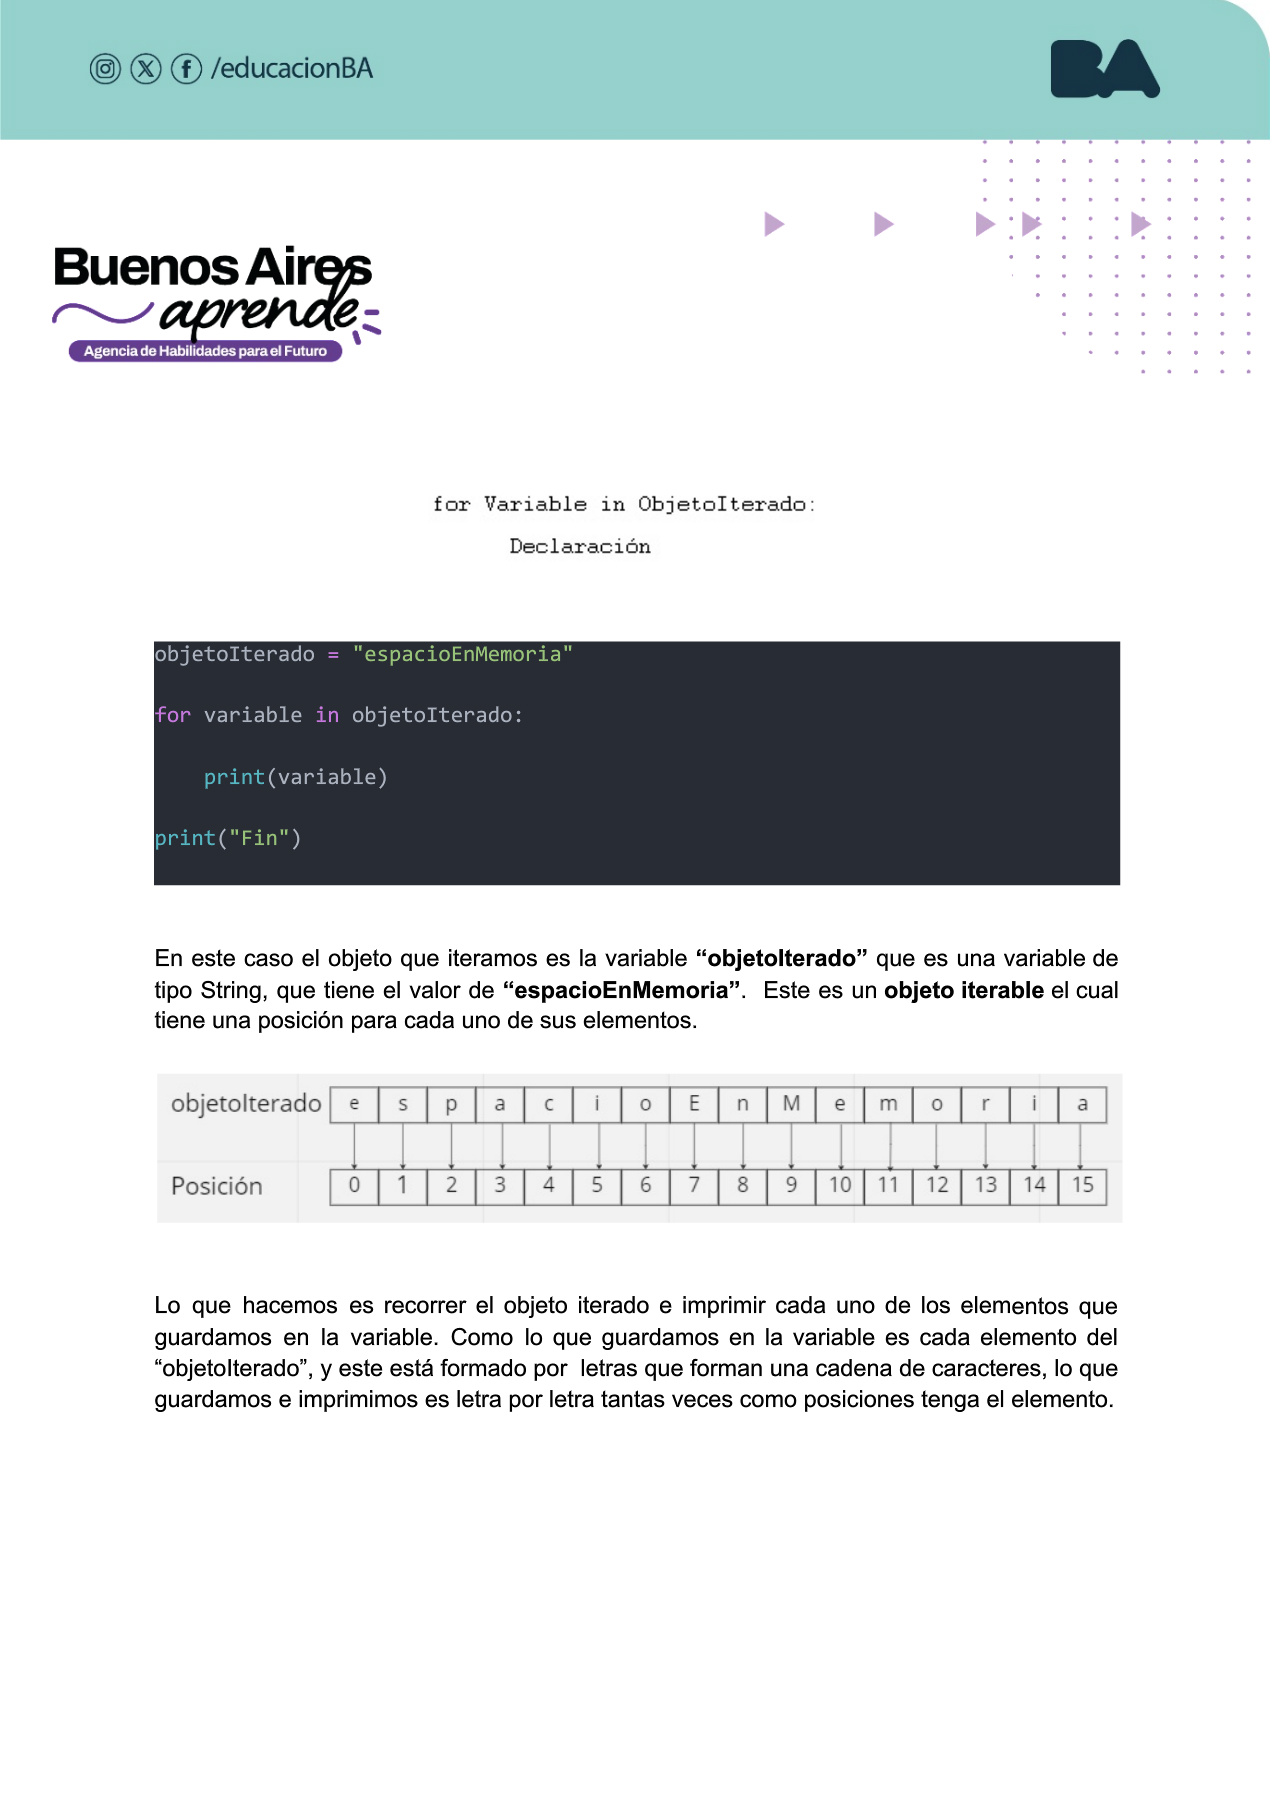 /educacionBA
BA
Buenos Aires
aprende
Agencia de Habilidades para el Futuro
for Variable in ObjetoIterado:
Declaración
objetoIterado = "espacioEnMemoria"
for variable in objetoIterado:
    print(variable)
print("Fin")
En este caso el objeto que iteramos es la variable “objetoIterado” que es una variable de
tipo String, que tiene el valor de “espacioEnMemoria”.  Este es un objeto iterable el cual
tiene una posición para cada uno de sus elementos.
objetoIterado e s p a c i o E n M e m o r i a
Posición 0 1 2 3 4 5 6 7 8 9 10 11 12 13 14 15
Lo que hacemos es recorrer el objeto iterado e imprimir cada uno de los elementos que
guardamos en la variable. Como lo que guardamos en la variable es cada elemento del
“objetoIterado”, y este está formado por  letras que forman una cadena de caracteres, lo que
guardamos e imprimimos es letra por letra tantas veces como posiciones tenga el elemento.